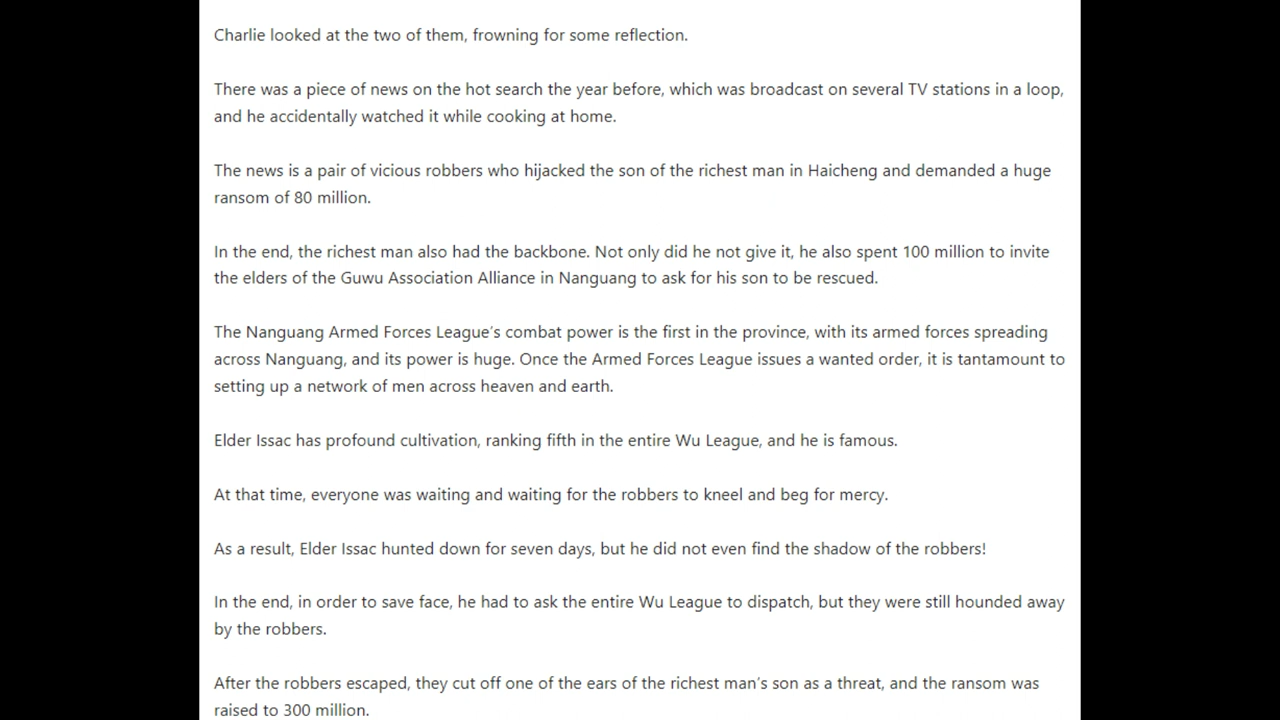 Charlie looked at the two of them, frowning for some reflection.
There was a piece of news on the hot search the year before, which was broadcast on several TV stations in a loop,
and he accidentally watched it while cooking at home.
The news is a pair of vicious robbers who hijacked the son of the richest man in Haicheng and demanded a huge
ransom of 80 million.
In the end, the richest man also had the backbone. Not only did he not give it, he also spent 100 million to invite
the elders of the Guwu Association Alliance in Nanguang to ask for his son to be rescued.
The Nanguang Armed Forces League’s combat power is the first in the province, with its armed forces spreading
across Nanguang, and its power is huge. Once the Armed Forces League issues a wanted order, it is tantamount to
setting up a network of men across heaven and earth.
Elder Issac has profound cultivation, ranking fifth in the entire Wu League, and he is famous.
At that time, everyone was waiting and waiting for the robbers to kneel and beg for mercy.
As a result, Elder Issac hunted down for seven days, but he did not even find the shadow of the robbers!
In the end, in order to save face, he had to ask the entire Wu League to dispatch, but they were still hounded away
by the robbers.
After the robbers escaped, they cut off one of the ears of the richest man’s son as a threat, and the ransom was
raised to 300 million.